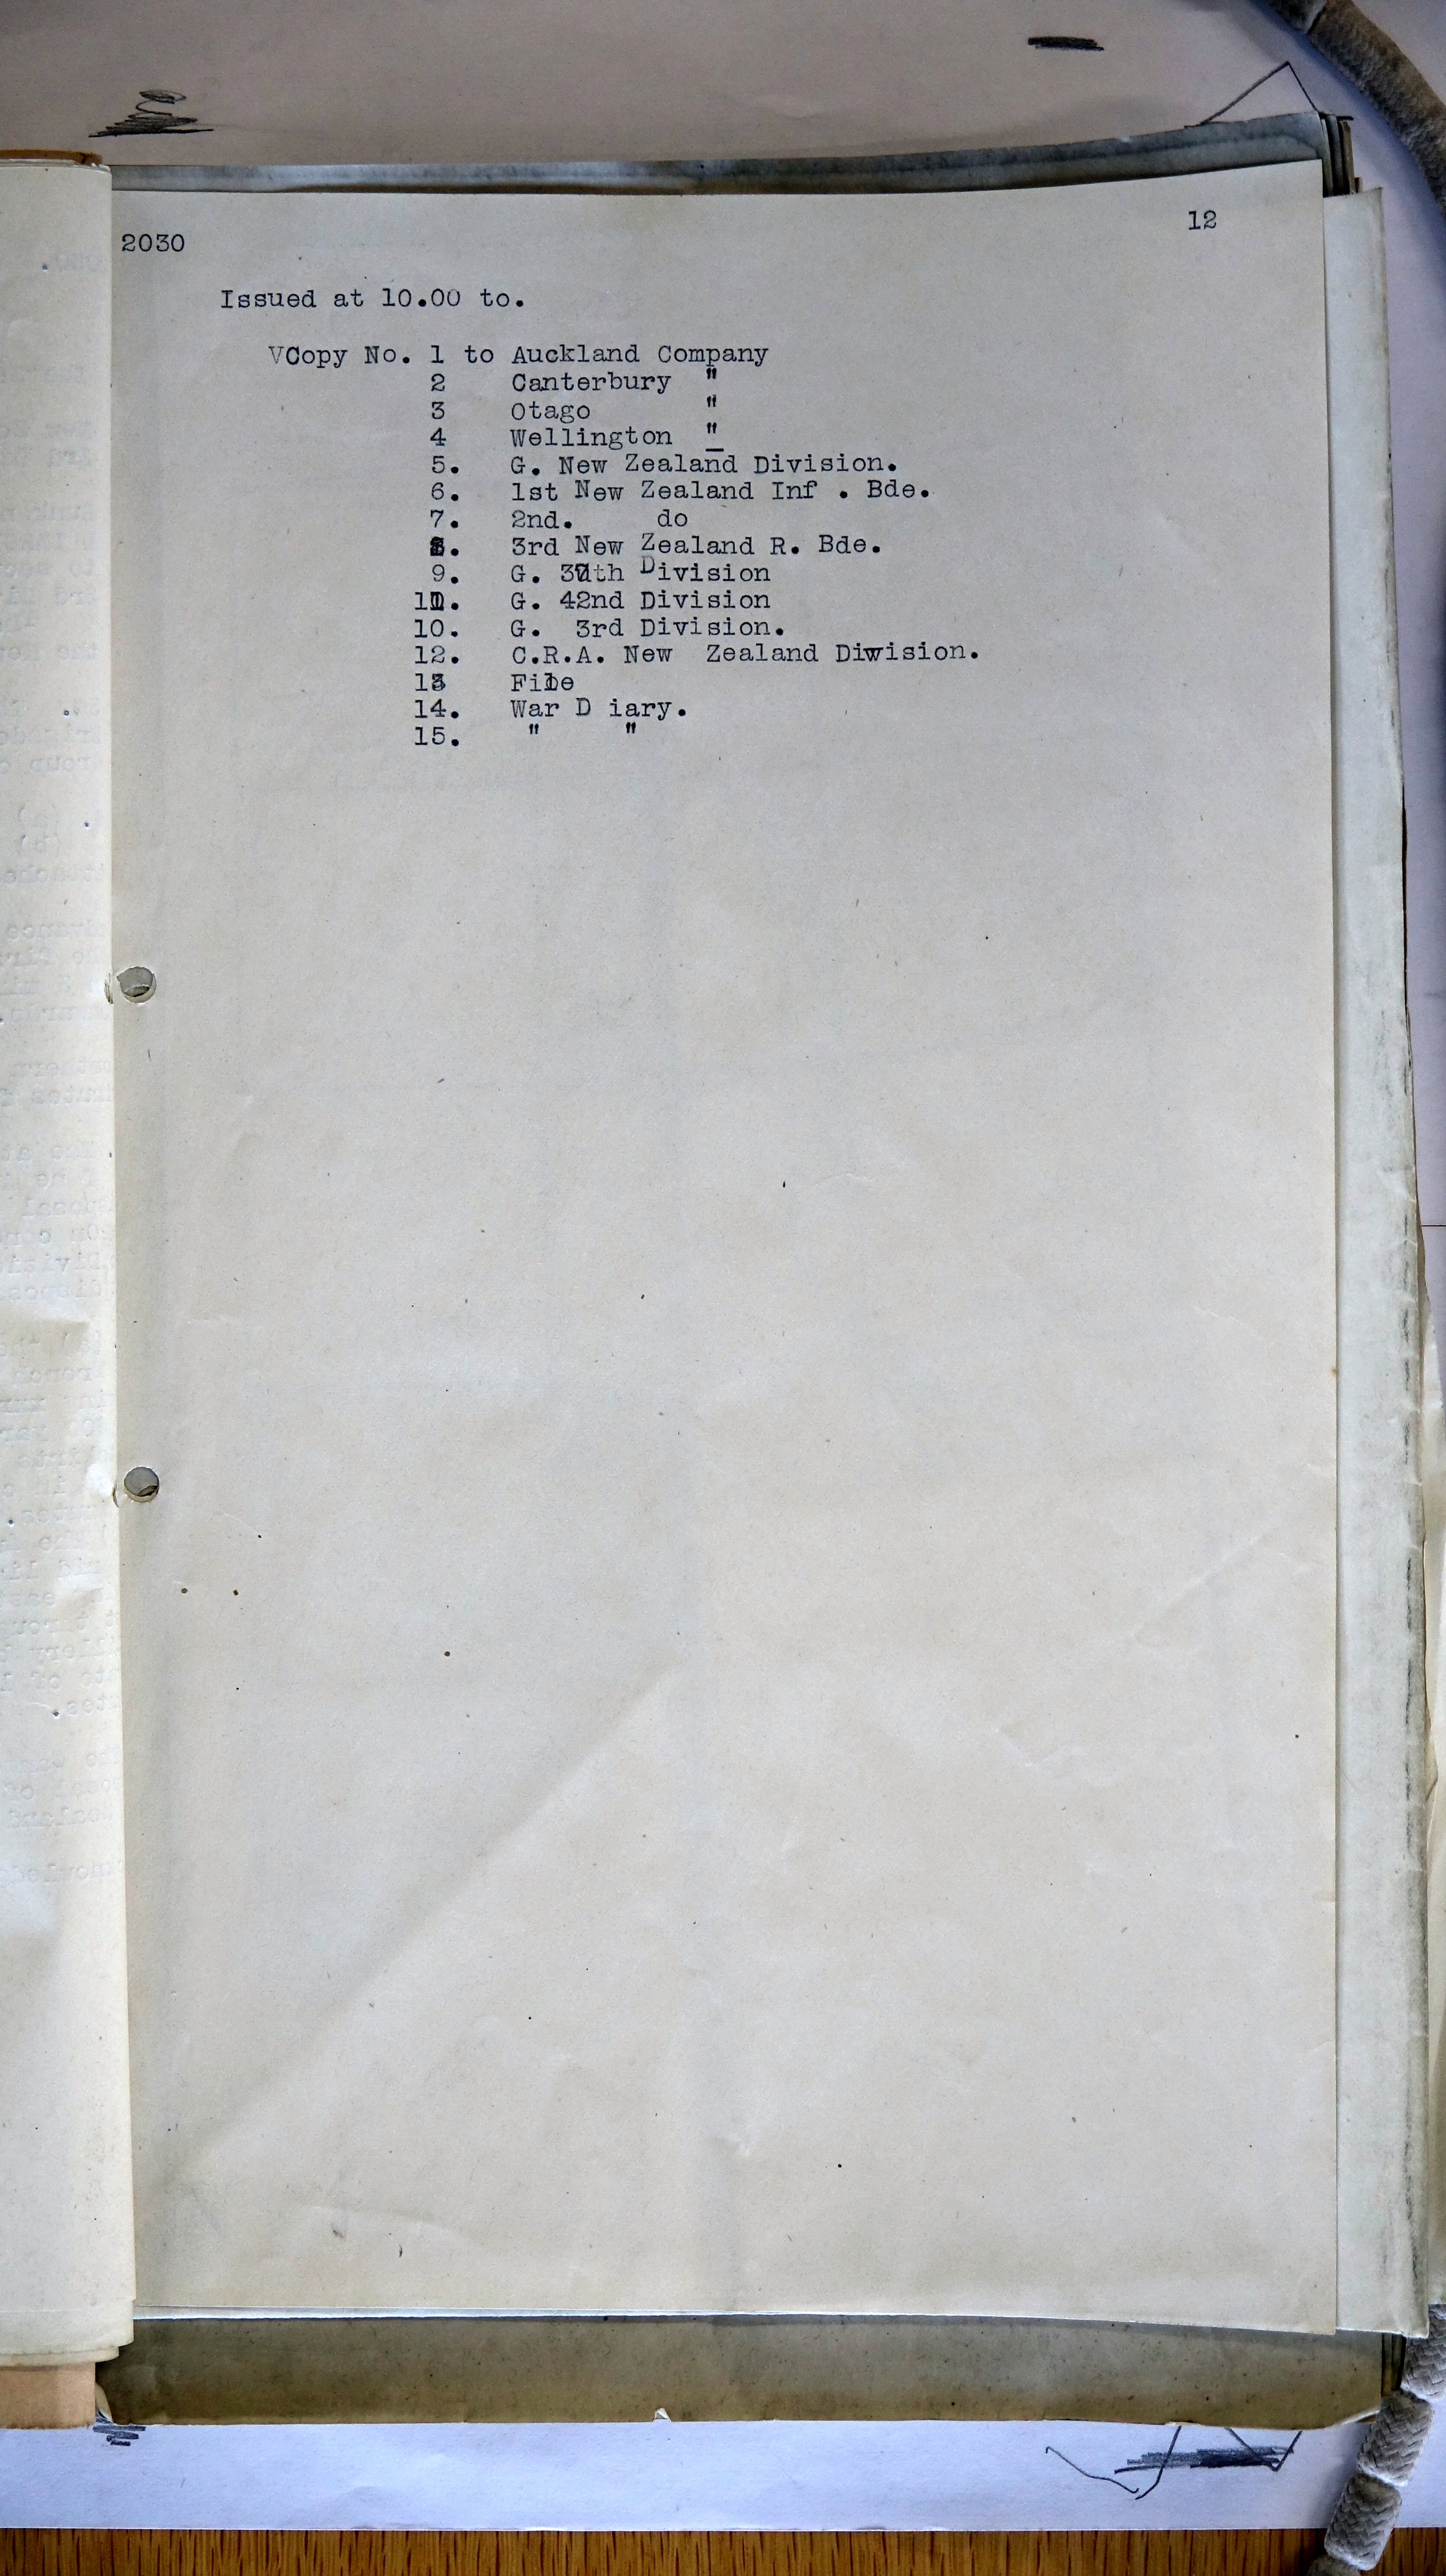 2030
12
Issued at 10.00 to.
VCopy No. 1 to Auckland Company
2 Canterbury "
3 Otago "
4 Wellington "
5. G. New Zealand Division.
6. 1st New Zealand Inf . Bde.
7. 2nd. do
8. 3rd New Zealand R. Bde.
9. G. 37th Division
11. G. 42nd Division
10. G. 3rd Division.
12. C.R.A. New Zealand Division.
13 File
14. War D iary.
15. " "